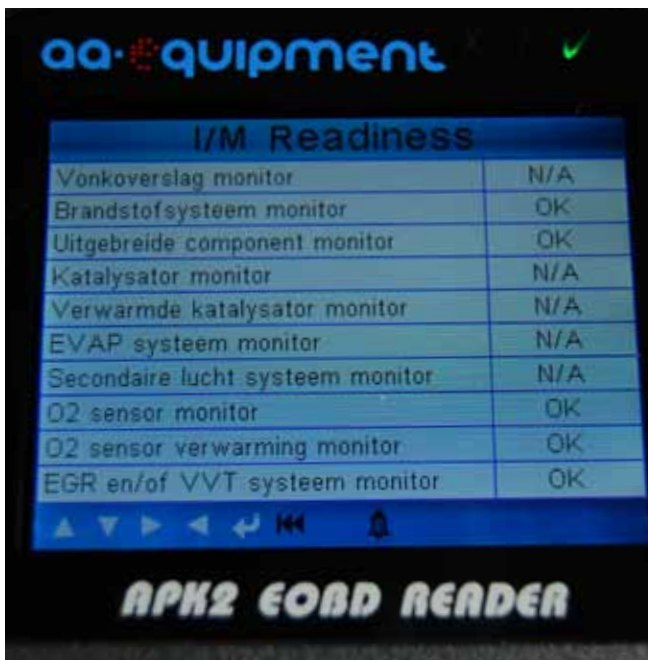 aa-equipment
I/M Readiness
Vonkoverslag monitor N/A
Brandstofsysteem monitor OK
Uitgebreide component monitor OK
Katalysator monitor N/A
Verwarmde katalysator monitor N/A
EVAP systeem monitor N/A
Secondaire lucht systeem monitor N/A
O2 sensor monitor OK
O2 sensor verwarming monitor OK
EGR en/of VVT systeem monitor OK
APK2 EOBD READER